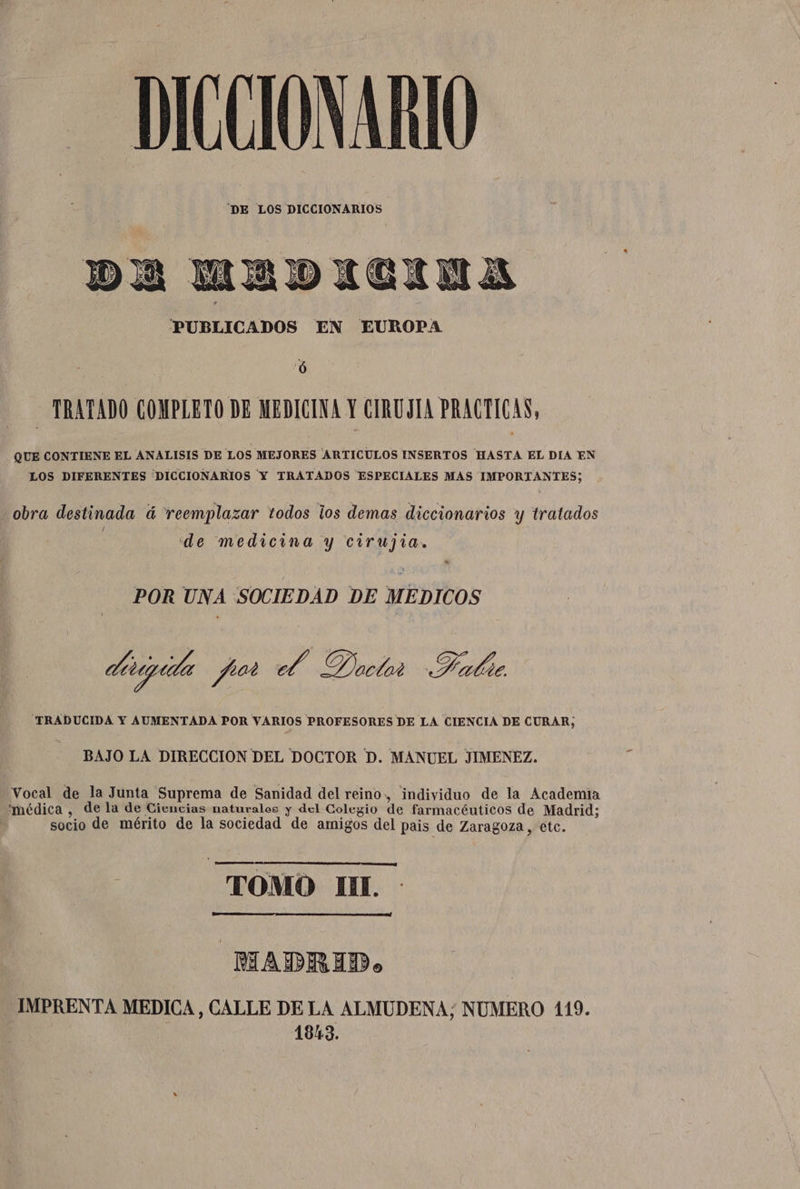 DICCIONARIO
DE LOS DICCIONARIOS
DE MEDICINA
PUBLICADOS EN EUROPA
ó
TRATADO COMPLETO DE MEDICINA Y CIRUJIA PRACTICAS,
QUE CONTIENE EL ANALISIS DE LOS MEJORES ARTICULOS INSERTOS HASTA EL DIA EN
LOS DIFERENTES DICCIONARIOS Y TRATADOS ESPECIALES MAS IMPORTANTES;
obra destinada á reemplazar todos los demas diccionarios y tratados
de medicina y cirujia.
POR UNA SOCIEDAD DE MEDICOS
dirigida por el Doctor Fabre.
TRADUCIDA Y AUMENTADA POR VARIOS PROFESORES DE LA CIENCIA DE CURAR;
BAJO LA DIRECCION DEL DOCTOR D. MANUEL JIMENEZ.
Vocal de la Junta Suprema de Sanidad del reino, individuo de la Academia
médica, de la de Ciencias naturales y del Colegio de farmacéuticos de Madrid;
socio de mérito de la sociedad de amigos del pais de Zaragoza, etc.
TOMO III.
MADRID.
IMPRENTA MEDICA, CALLE DE LA ALMUDENA, NUMERO 119.
1843.